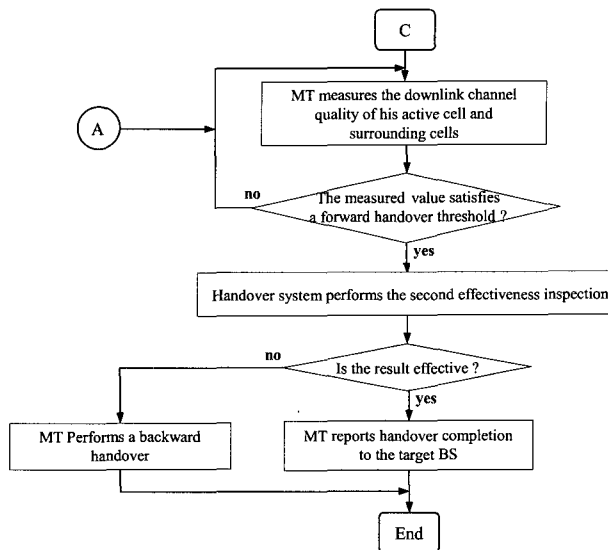 C
A
MT measures the downlink channel
quality of his active cell and
surrounding cells
no
The measured value satisfies
a forward handover threshold ?
yes
Handover system performs the second effectiveness inspection
no
Is the result effective ?
yes
MT Performs a backward
handover
MT reports handover completion
to the target BS
End